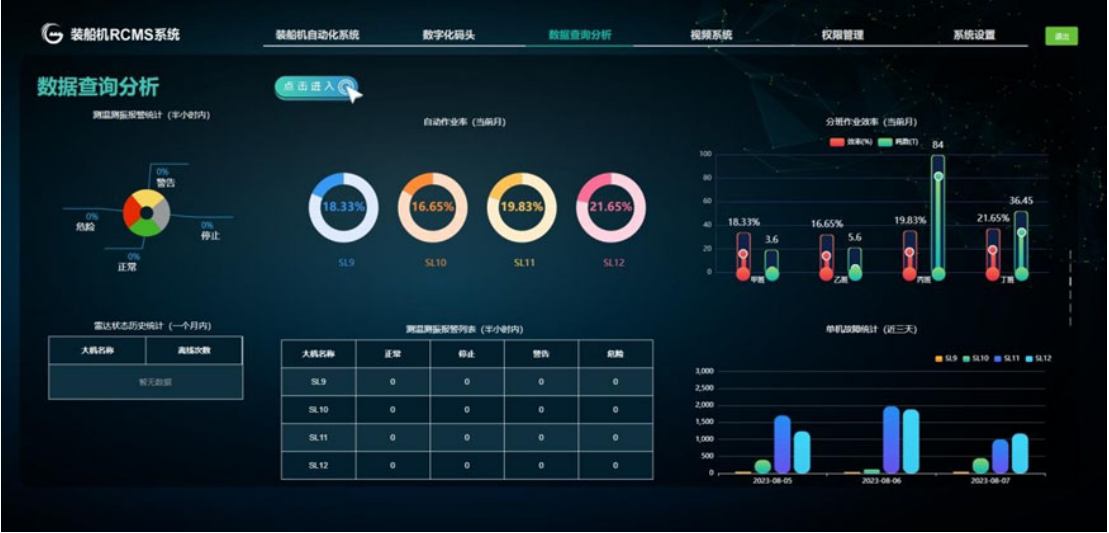 装船机RCMS系统
装船机自动化系统 数字化码头 数据查询分析 视频系统 权限管理 系统设置 退出
数据查询分析
点击进入
测温测振报警统计（半小时内）
0%
警告
0%
危险
0%
停止
0%
正常
自动作业率（当前月）
18.33% 16.65% 19.83% 21.65%
SL9 SL10 SL11 SL12
分班作业效率（当前月）
效率(%) 吨数(T)
100
80
60
40
20
0
18.33% 3.6 16.65% 5.6 19.83% 84 21.65% 36.45
甲班 乙班 丙班 丁班
雷达状态历史统计（一个月内）
大机名称 离线次数
暂无数据
测温测振报警列表（半小时内）
大机名称 正常 停止 警告 危险
SL9 0 0 0 0
SL10 0 0 0 0
SL11 0 0 0 0
SL12 0 0 0 0
单机故障统计（近三天）
SL9 SL10 SL11 SL12
3,000
2,500
2,000
1,500
1,000
500
0
2023-08-05 2023-08-06 2023-08-07